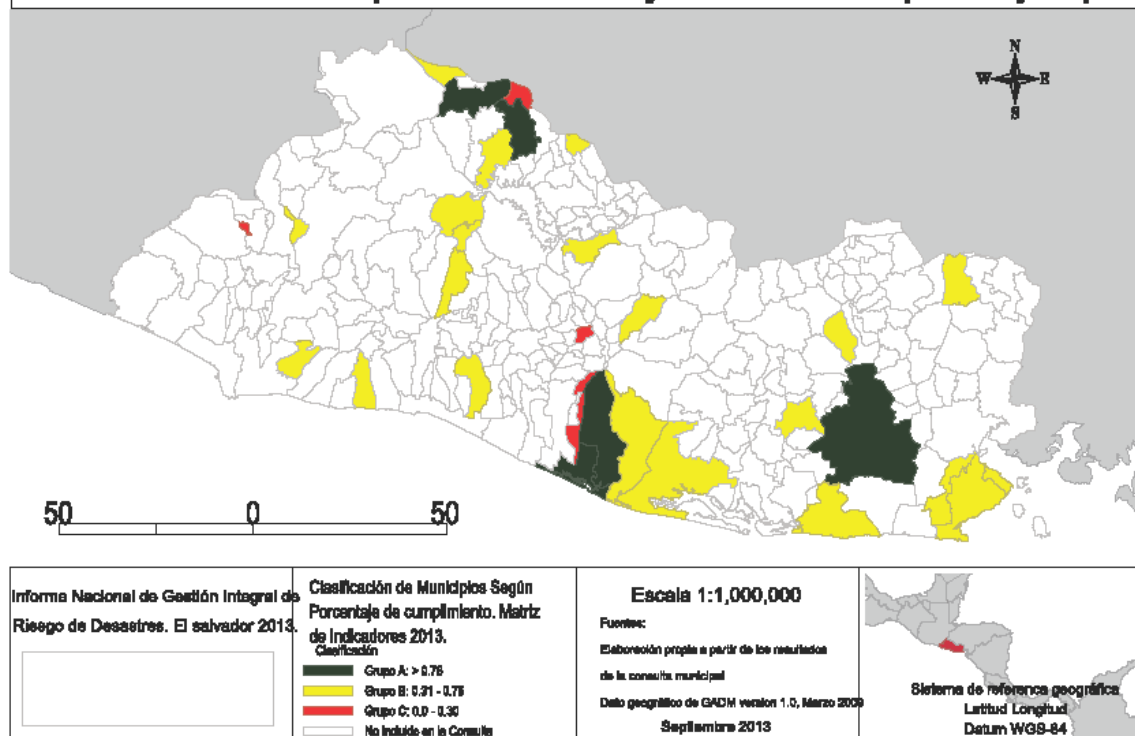 N
W E
S
50 0 50
Informe Nacional de Gestión Integral de
Riesgo de Desastres. El salvador 2013.
Clasificación de Municipios Según
Porcentaje de cumplimiento. Matriz
de Indicadores 2013.
Clasificación
Grupo A: > 0.75
Grupo B: 0.31 - 0.75
Grupo C: 0.0 - 0.30
No incluido en la Consulta
Escala 1:1,000,000
Fuentes:
Elaboración propia a partir de los resultados
de la consulta municipal
Dato geográfico de GADM version 1.0, Marzo 2009
Septiembre 2013
Sistema de referenca geográfica
Latitud Longitud
Datum WGS-84